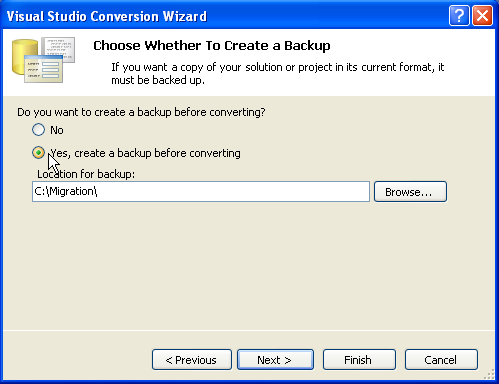 Visual Studio Conversion Wizard
Choose Whether To Create a Backup
If you want a copy of your solution or project in its current format, it
must be backed up.
Do you want to create a backup before converting?
No
Yes, create a backup before converting
Location for backup:
C:\Migration\
Browse...
< Previous
Next >
Finish
Cancel